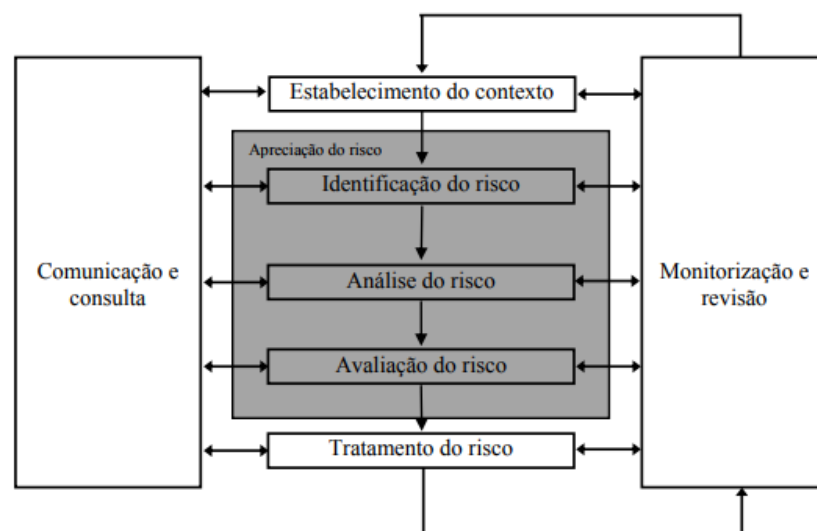 Estabelecimento do contexto
Apreciação do risco
Identificação do risco
Comunicação e
consulta
Análise do risco
Monitorização e
revisão
Avaliação do risco
Tratamento do risco